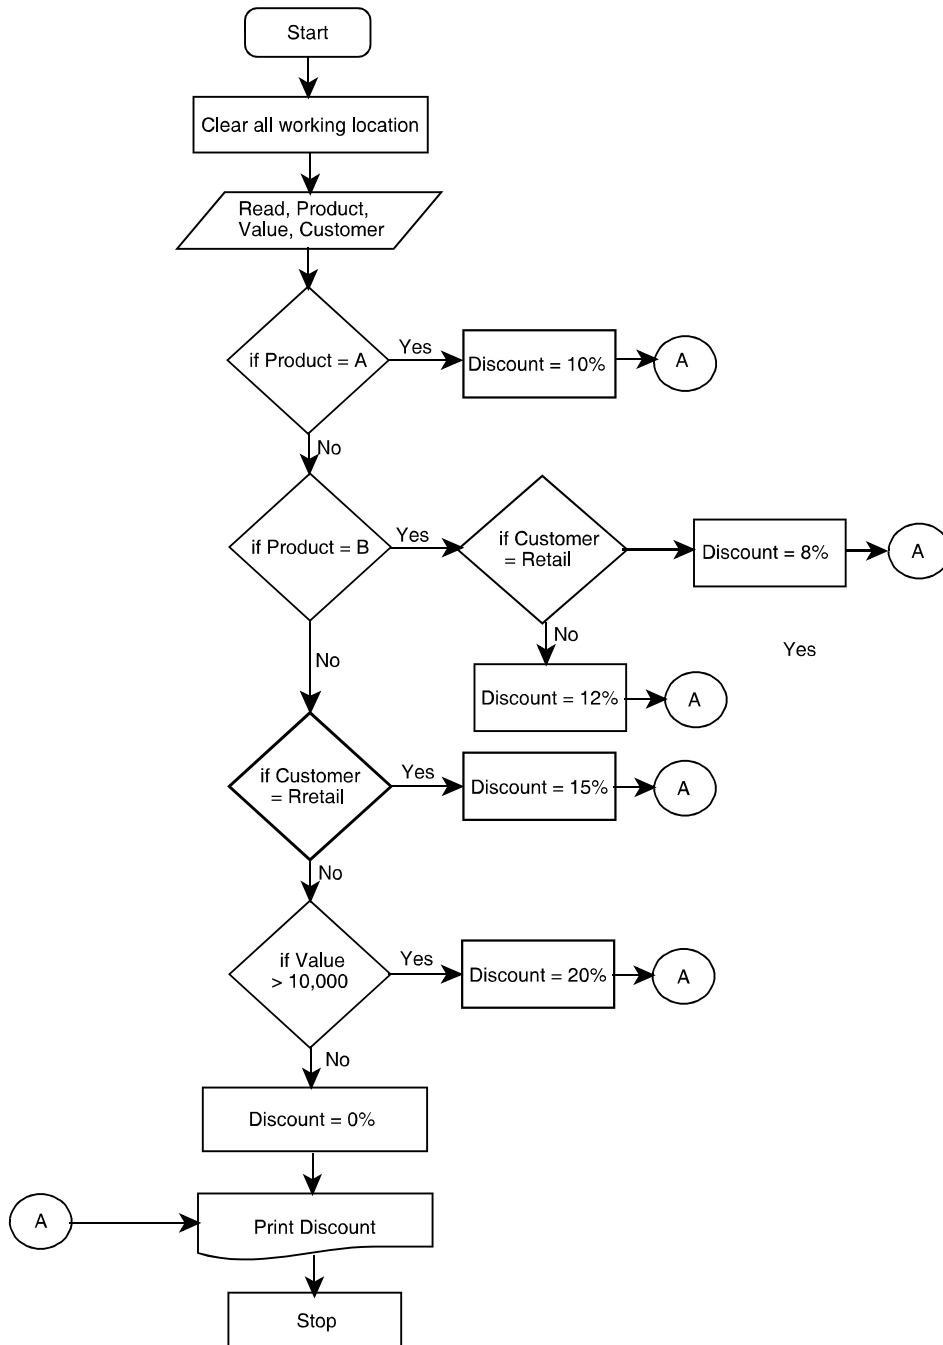 Start
Clear all working location
Read, Product,
Value, Customer
if Product = A
Yes
Discount = 10%
A
No
if Product = B
Yes
if Customer
= Retail
Discount = 8%
A
No
Yes
Discount = 12%
A
No
if Customer
= Rretail
Yes
Discount = 15%
A
No
if Value
> 10,000
Yes
Discount = 20%
A
No
Discount = 0%
A
Print Discount
Stop